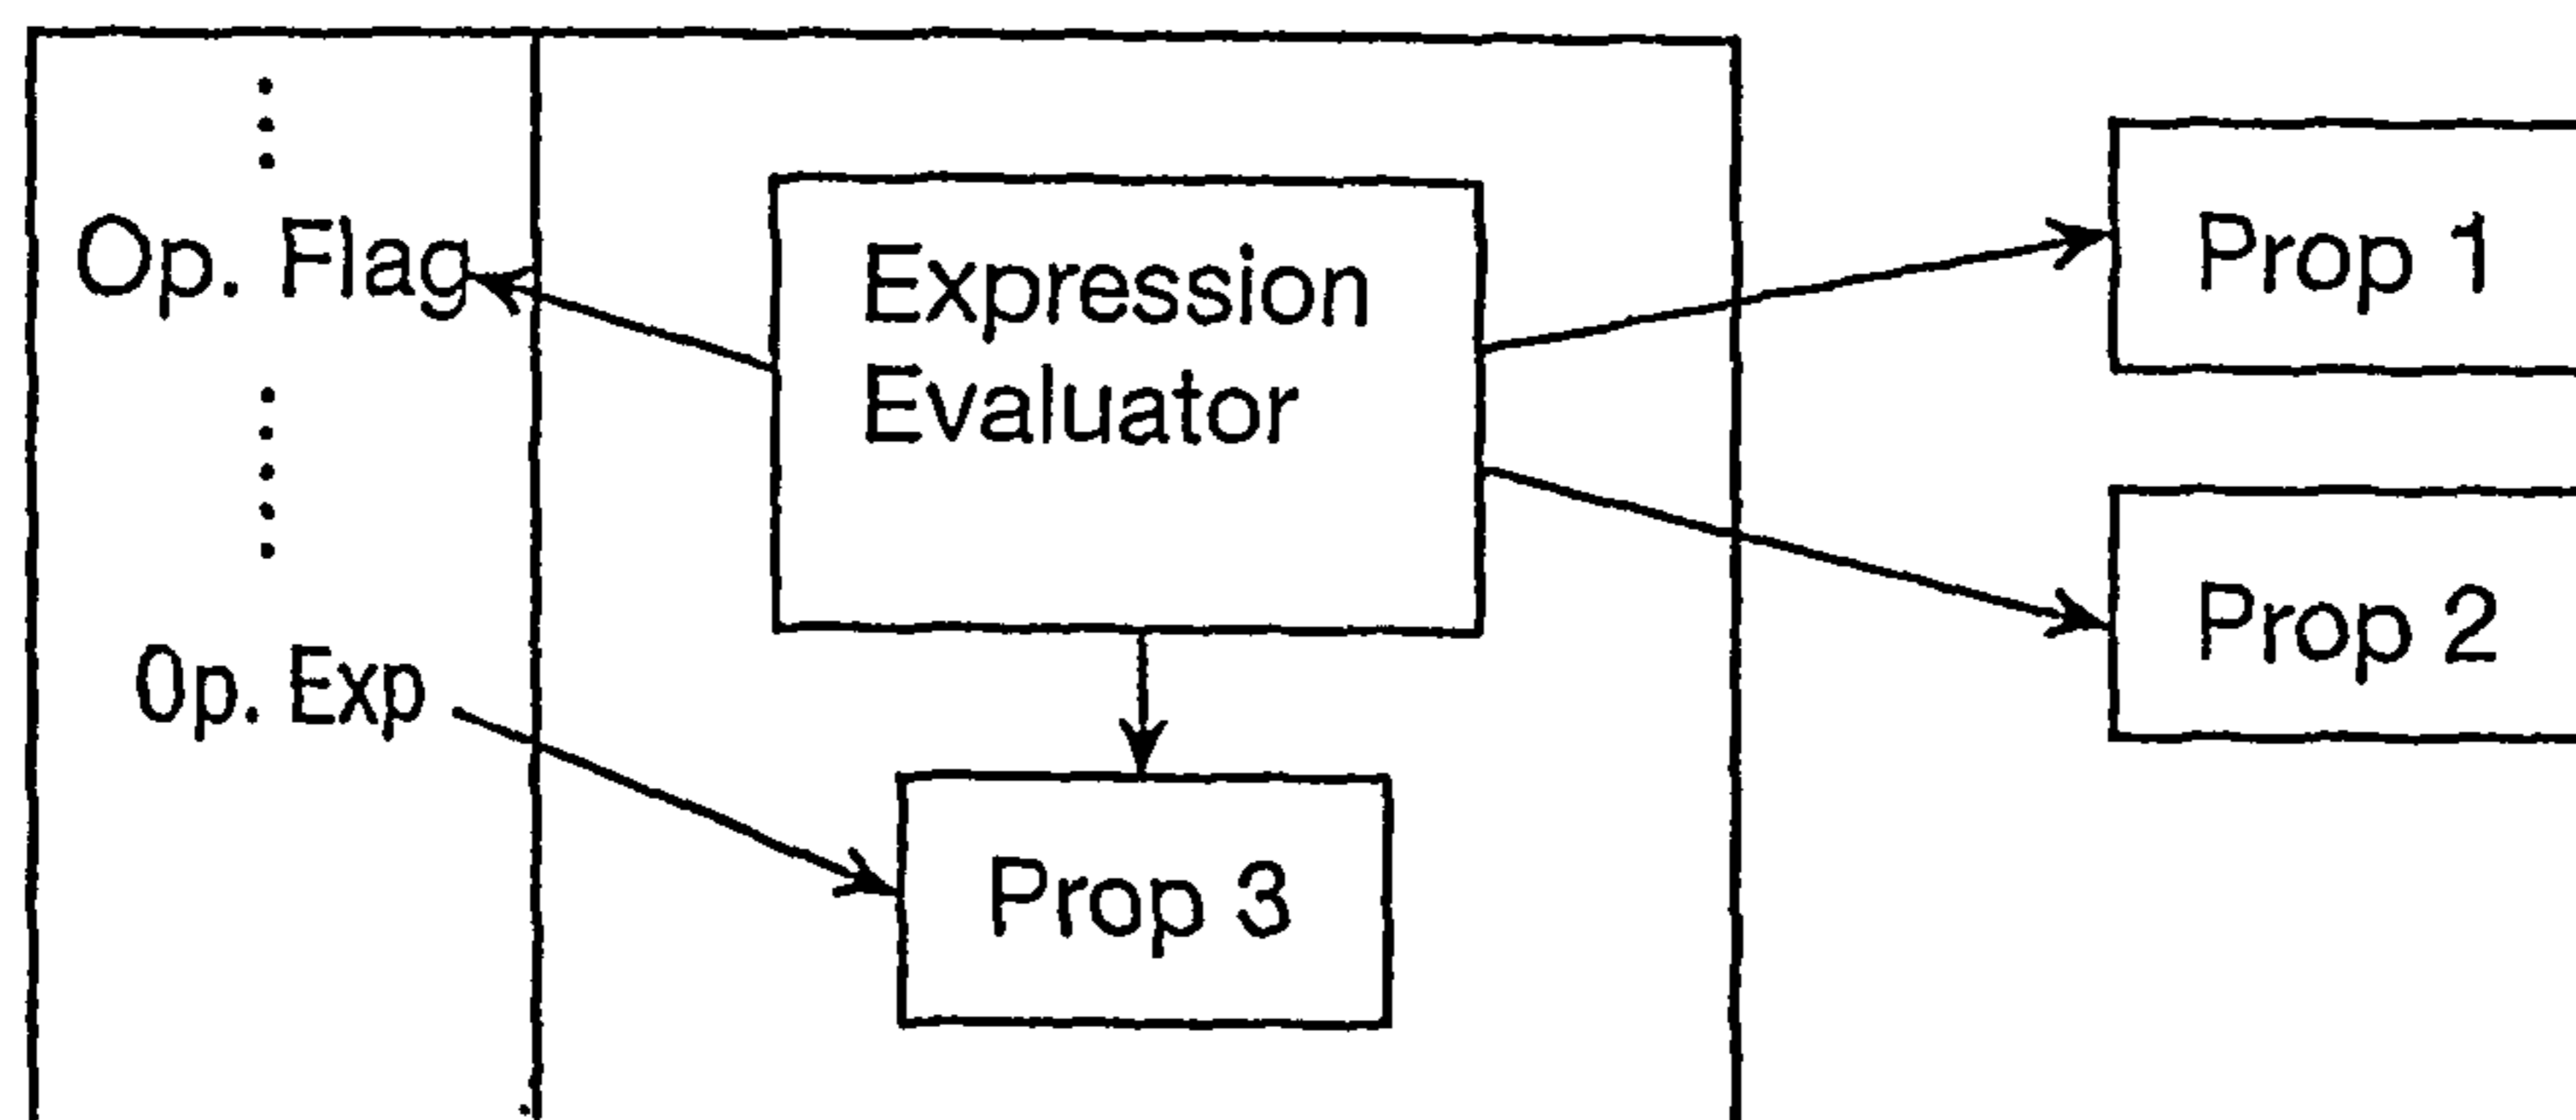 Op. Flag
Op. Exp
Expression
Evaluator
Prop 3
Prop 1
Prop 2